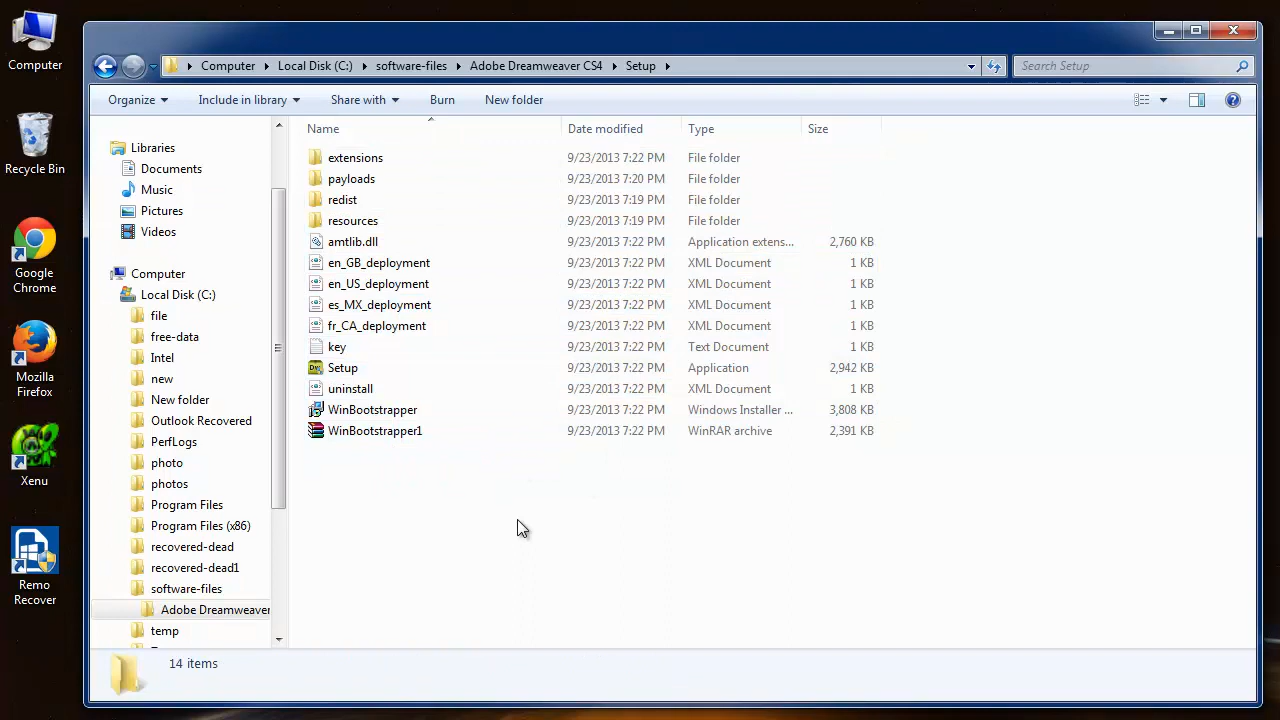 Computer
Recycle Bin
Google
Chrome
Mozilla
Firefox
Xenu
Remo
Recover
Computer Local Disk (C:) software-files Adobe Dreamweaver CS4 Setup
Search Setup
Organize Include in library Share with Burn New folder
Libraries
Documents
Music
Pictures
Videos
Computer
Local Disk (C:)
file
free-data
Intel
new
New folder
Outlook Recovered
PerfLogs
photo
photos
Program Files
Program Files (x86)
recovered-dead
recovered-dead1
software-files
Adobe Dreamweaver
temp
Name Date modified Type Size
extensions 9/23/2013 7:22 PM File folder
payloads 9/23/2013 7:20 PM File folder
redist 9/23/2013 7:19 PM File folder
resources 9/23/2013 7:19 PM File folder
amtlib.dll 9/23/2013 7:22 PM Application extens... 2,760 KB
en_GB_deployment 9/23/2013 7:22 PM XML Document 1 KB
en_US_deployment 9/23/2013 7:22 PM XML Document 1 KB
es_MX_deployment 9/23/2013 7:22 PM XML Document 1 KB
fr_CA_deployment 9/23/2013 7:22 PM XML Document 1 KB
key 9/23/2013 7:22 PM Text Document 1 KB
Setup 9/23/2013 7:22 PM Application 2,942 KB
uninstall 9/23/2013 7:22 PM XML Document 1 KB
WinBootstrapper 9/23/2013 7:22 PM Windows Installer ... 3,808 KB
WinBootstrapper1 9/23/2013 7:22 PM WinRAR archive 2,391 KB
14 items